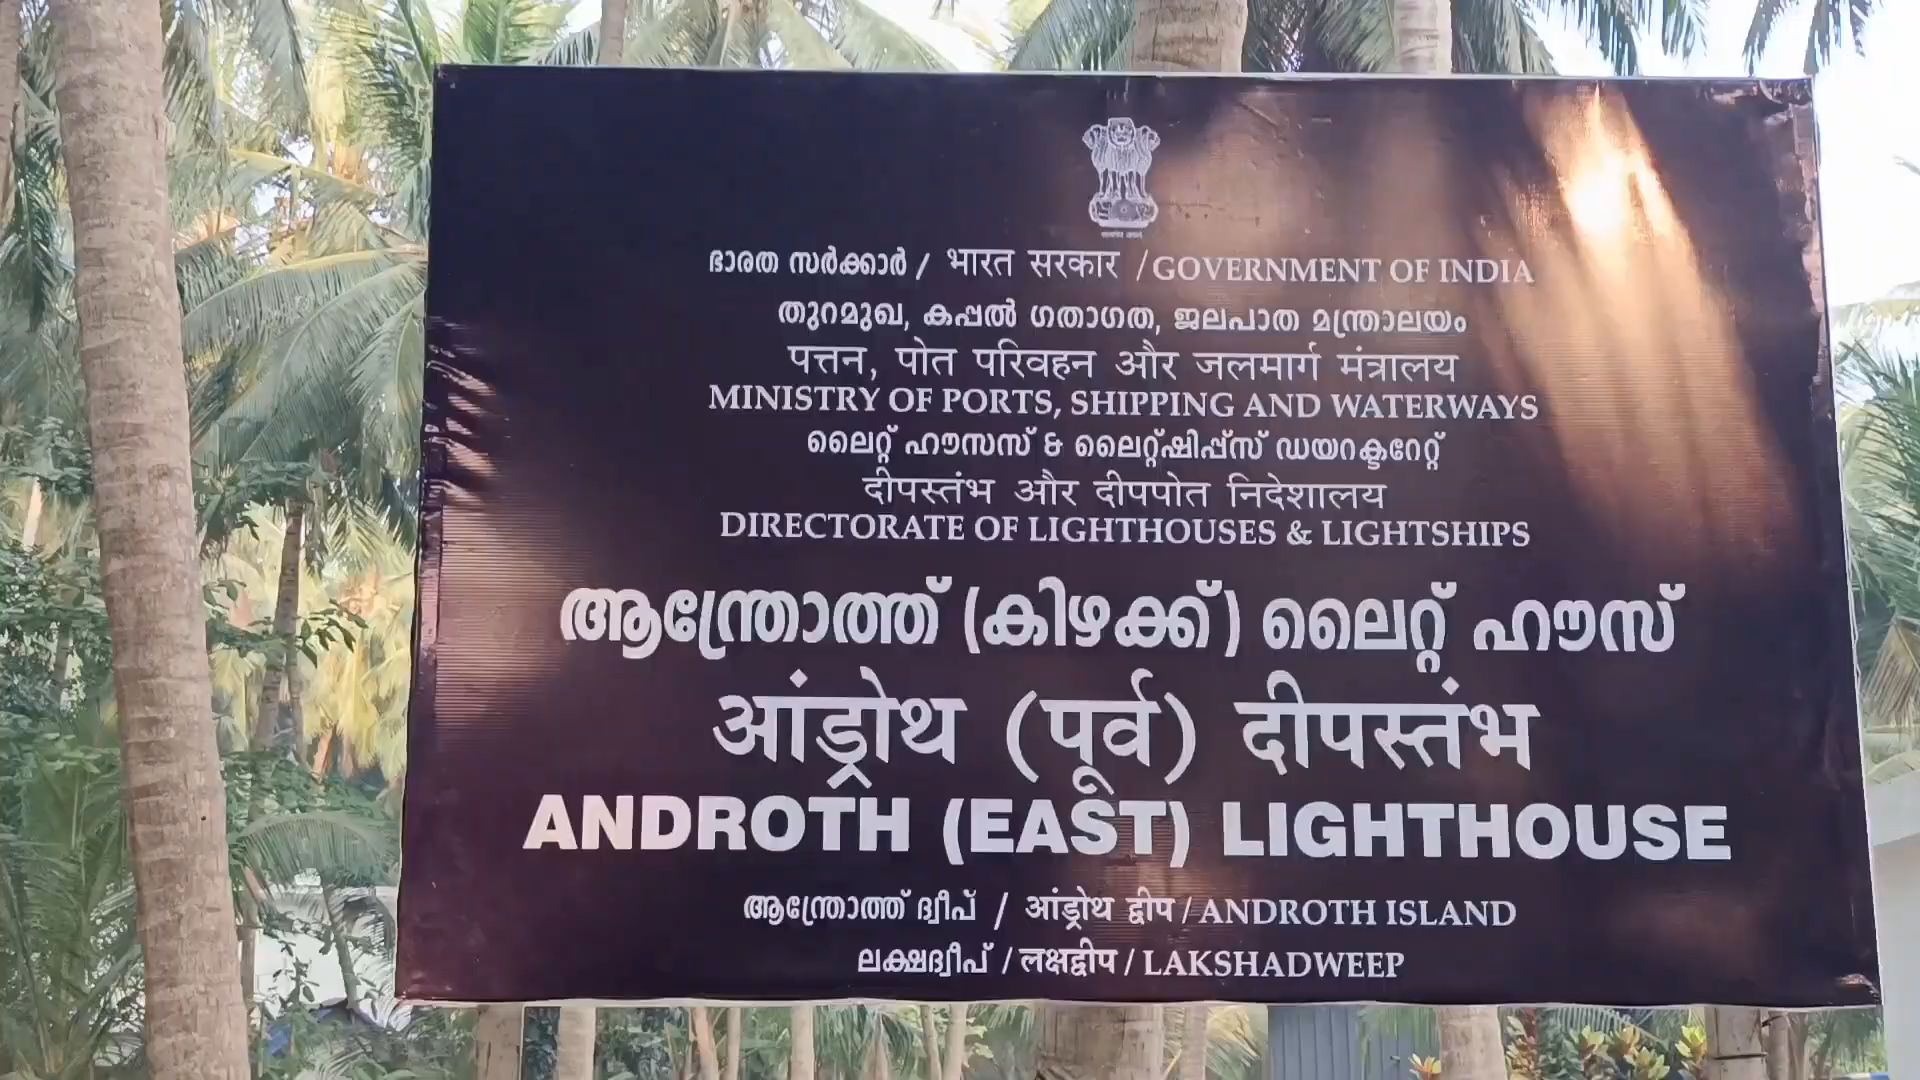 ഭാരത സർക്കാർ / भारत सरकार / GOVERNMENT OF INDIA
തുറമുഖ, കപ്പൽ ഗതാഗത, ജലപാത മന്ത്രാലയം
पत्तन, पोत परिवहन और जलमार्ग मंत्रालय
MINISTRY OF PORTS, SHIPPING AND WATERWAYS
ലൈറ്റ് ഹൗസസ് & ലൈറ്റ്ഷിപ്പ്സ് ഡയറക്ടറേറ്റ്
दीपस्तंभ और दीपपोत निदेशालय
DIRECTORATE OF LIGHTHOUSES & LIGHTSHIPS
ആന്ത്രോത്ത് (കിഴക്ക്) ലൈറ്റ് ഹൗസ്
आंड्रोथ (पूर्व) दीपस्तंभ
ANDROTH (EAST) LIGHTHOUSE
ആന്ത്രോത്ത് ദ്വീപ് / आंड्रोथ द्वीप / ANDROTH ISLAND
ലക്ഷദ്വീപ് / लक्षद्वीप / LAKSHADWEEP